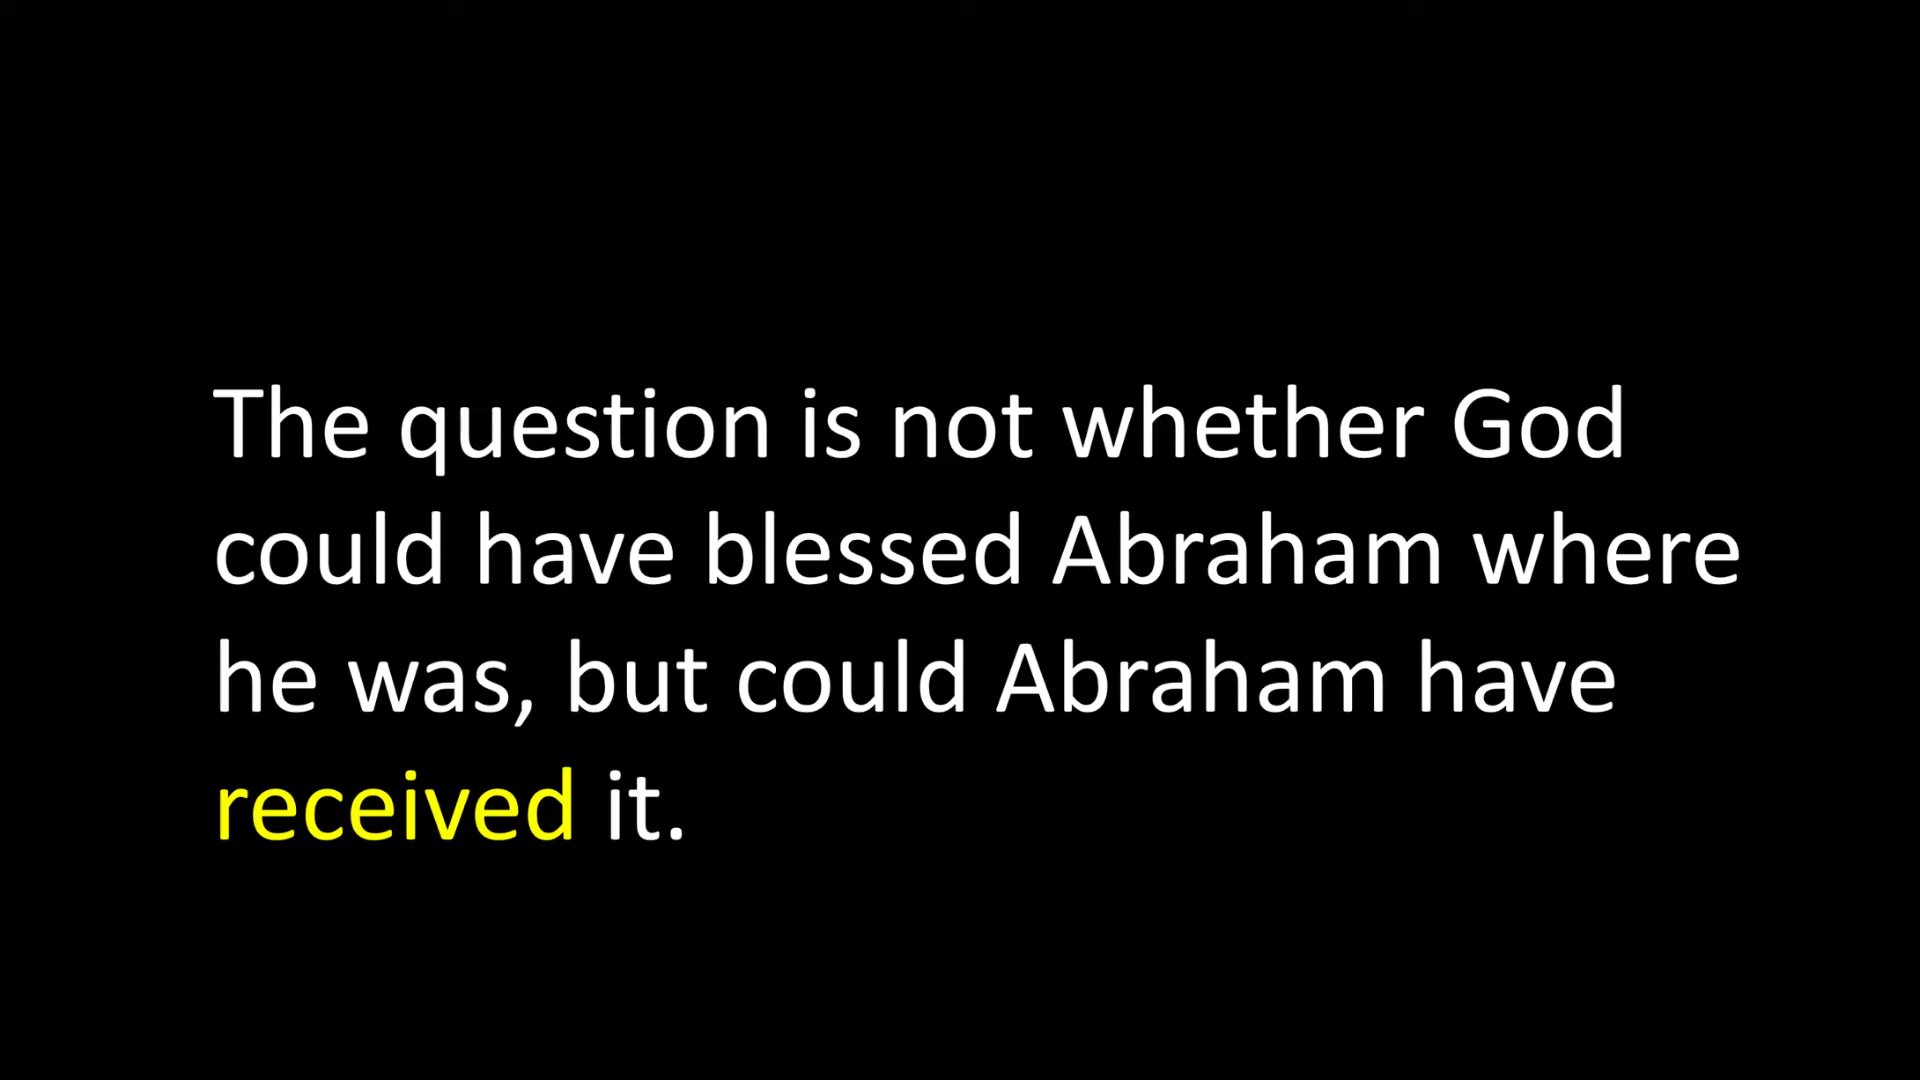 The question is not whether God
could have blessed Abraham where
he was, but could Abraham have
received it.